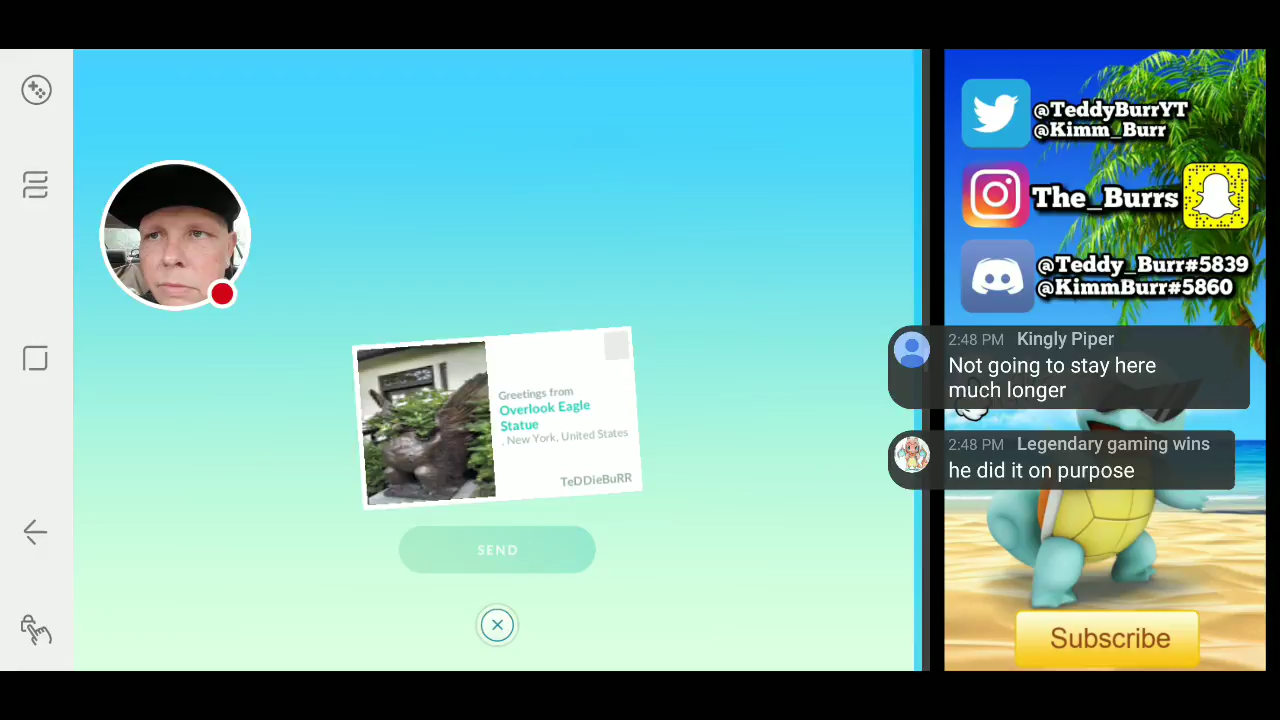 Greetings from
Overlook Eagle
Statue
, New York, United States
TeDDieBuRR
SEND
@TeddyBurrYT
@Kimm_Burr
The_Burrs
@Teddy_Burr#5839
@KimmBurr#5860
2:48 PM Kingly Piper
Not going to stay here
much longer
2:48 PM Legendary gaming wins
he did it on purpose
Subscribe